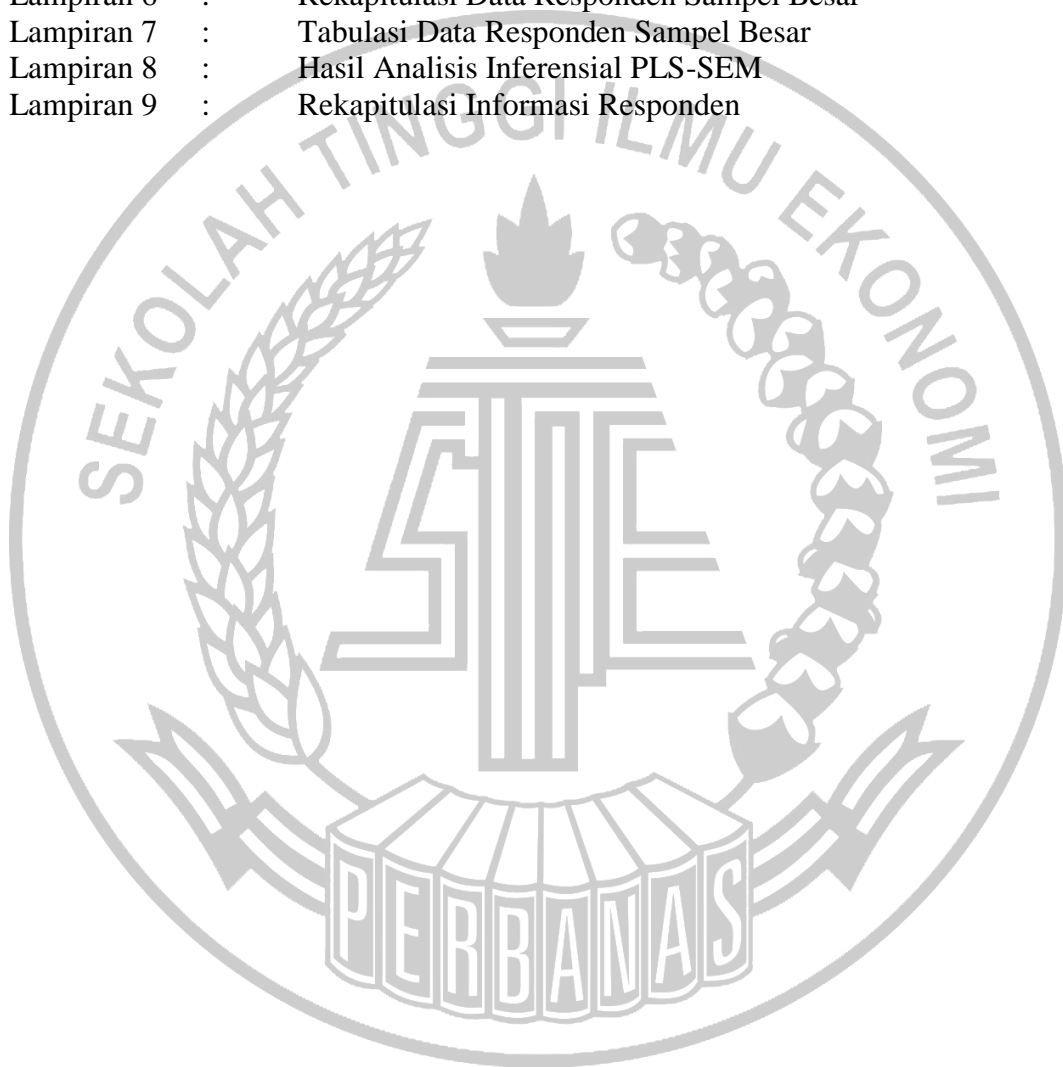 Lampiran 6 : Rekapitulasi Data Responden Sampel Besar
Lampiran 7 : Tabulasi Data Responden Sampel Besar
Lampiran 8 : Hasil Analisis Inferensial PLS-SEM
Lampiran 9 : Rekapitulasi Informasi Responden
SEKOLAH TINGGI ILMU EKONOMI
STIE
PERBANAS